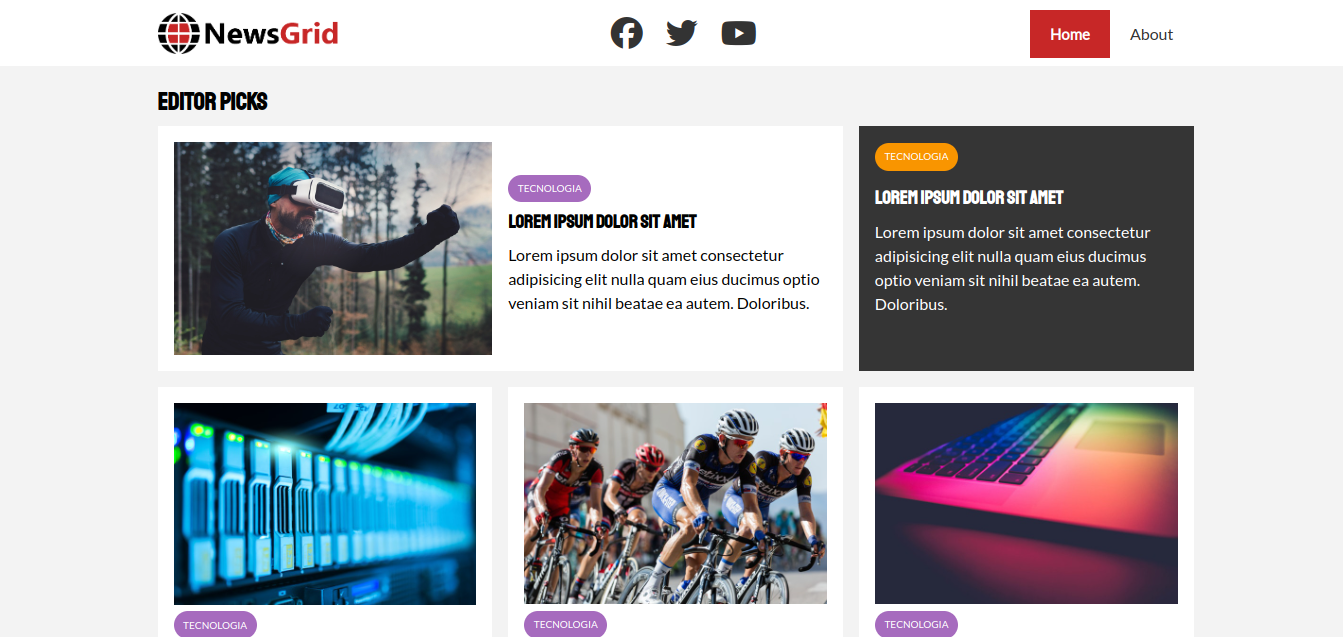 NewsGrid
Home
About
EDITOR PICKS
TECNOLOGIA
LOREM IPSUM DOLOR SIT AMET
Lorem ipsum dolor sit amet consectetur
adipisicing elit nulla quam eius ducimus optio
veniam sit nihil beatae ea autem. Doloribus.
TECNOLOGIA
LOREM IPSUM DOLOR SIT AMET
Lorem ipsum dolor sit amet consectetur
adipisicing elit nulla quam eius ducimus
optio veniam sit nihil beatae ea autem.
Doloribus.
TECNOLOGIA
TECNOLOGIA
TECNOLOGIA